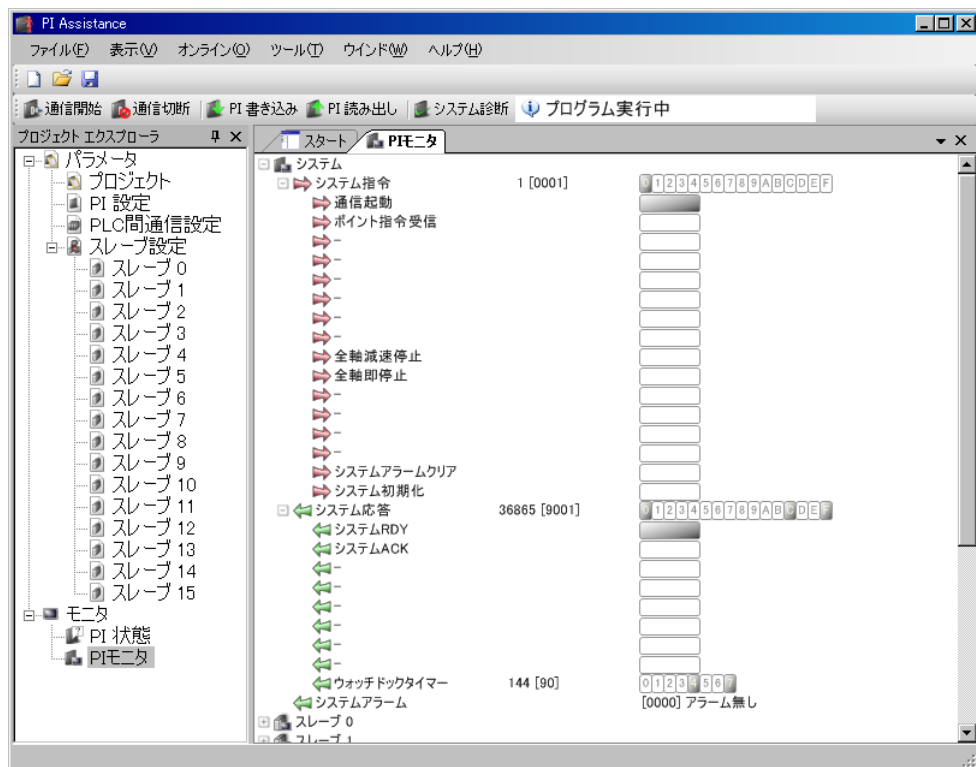 PI Assistance
ファイル(F) 表示(V) オンライン(O) ツール(T) ウインド(W) ヘルプ(H)
通信開始 通信切断 PI 書き込み PI 読み出し システム診断 プログラム実行中
プロジェクト エクスプローラ
パラメータ
プロジェクト
PI 設定
PLC間通信設定
スレーブ設定
スレーブ 0
スレーブ 1
スレーブ 2
スレーブ 3
スレーブ 4
スレーブ 5
スレーブ 6
スレーブ 7
スレーブ 8
スレーブ 9
スレーブ 10
スレーブ 11
スレーブ 12
スレーブ 13
スレーブ 14
スレーブ 15
モニタ
PI 状態
PIモニタ
スタート PIモニタ
システム
システム指令 1 [0001] 0 1 2 3 4 5 6 7 8 9 A B C D E F
通信起動
ポイント指令受信
-
-
-
-
-
-
全軸減速停止
全軸即停止
-
-
-
-
システムアラームクリア
システム初期化
システム応答 36865 [9001] 0 1 2 3 4 5 6 7 8 9 A B C D E F
システムRDY
システムACK
-
-
-
-
-
-
ウォッチドックタイマー 144 [90] 0 1 2 3 4 5 6 7
システムアラーム [0000] アラーム無し
スレーブ 0
スレーブ 1